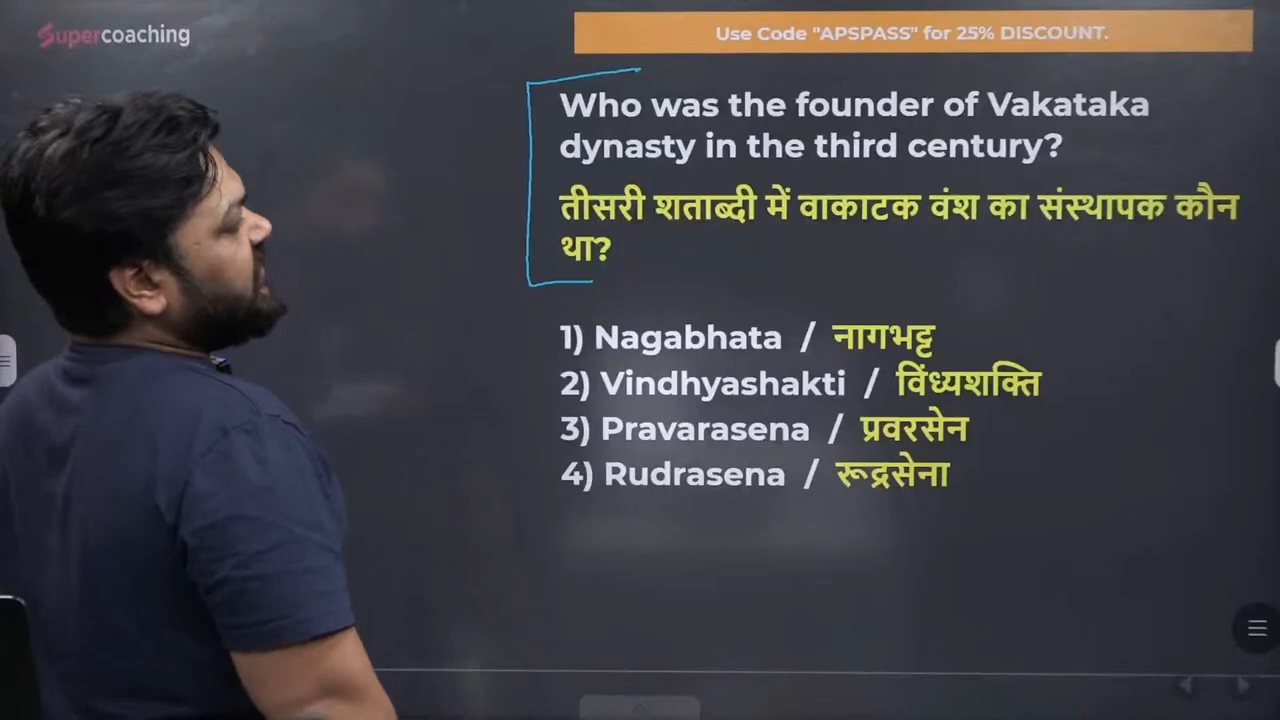 Supercoaching
Use Code "APSPASS" for 25% DISCOUNT.
Who was the founder of Vakataka
dynasty in the third century?
तीसरी शताब्दी में वाकाटक वंश का संस्थापक कौन
था?
1) Nagabhata / नागभट्ट
2) Vindhyashakti / विंध्यशक्ति
3) Pravarasena / प्रवरसेन
4) Rudrasena / रूद्रसेना